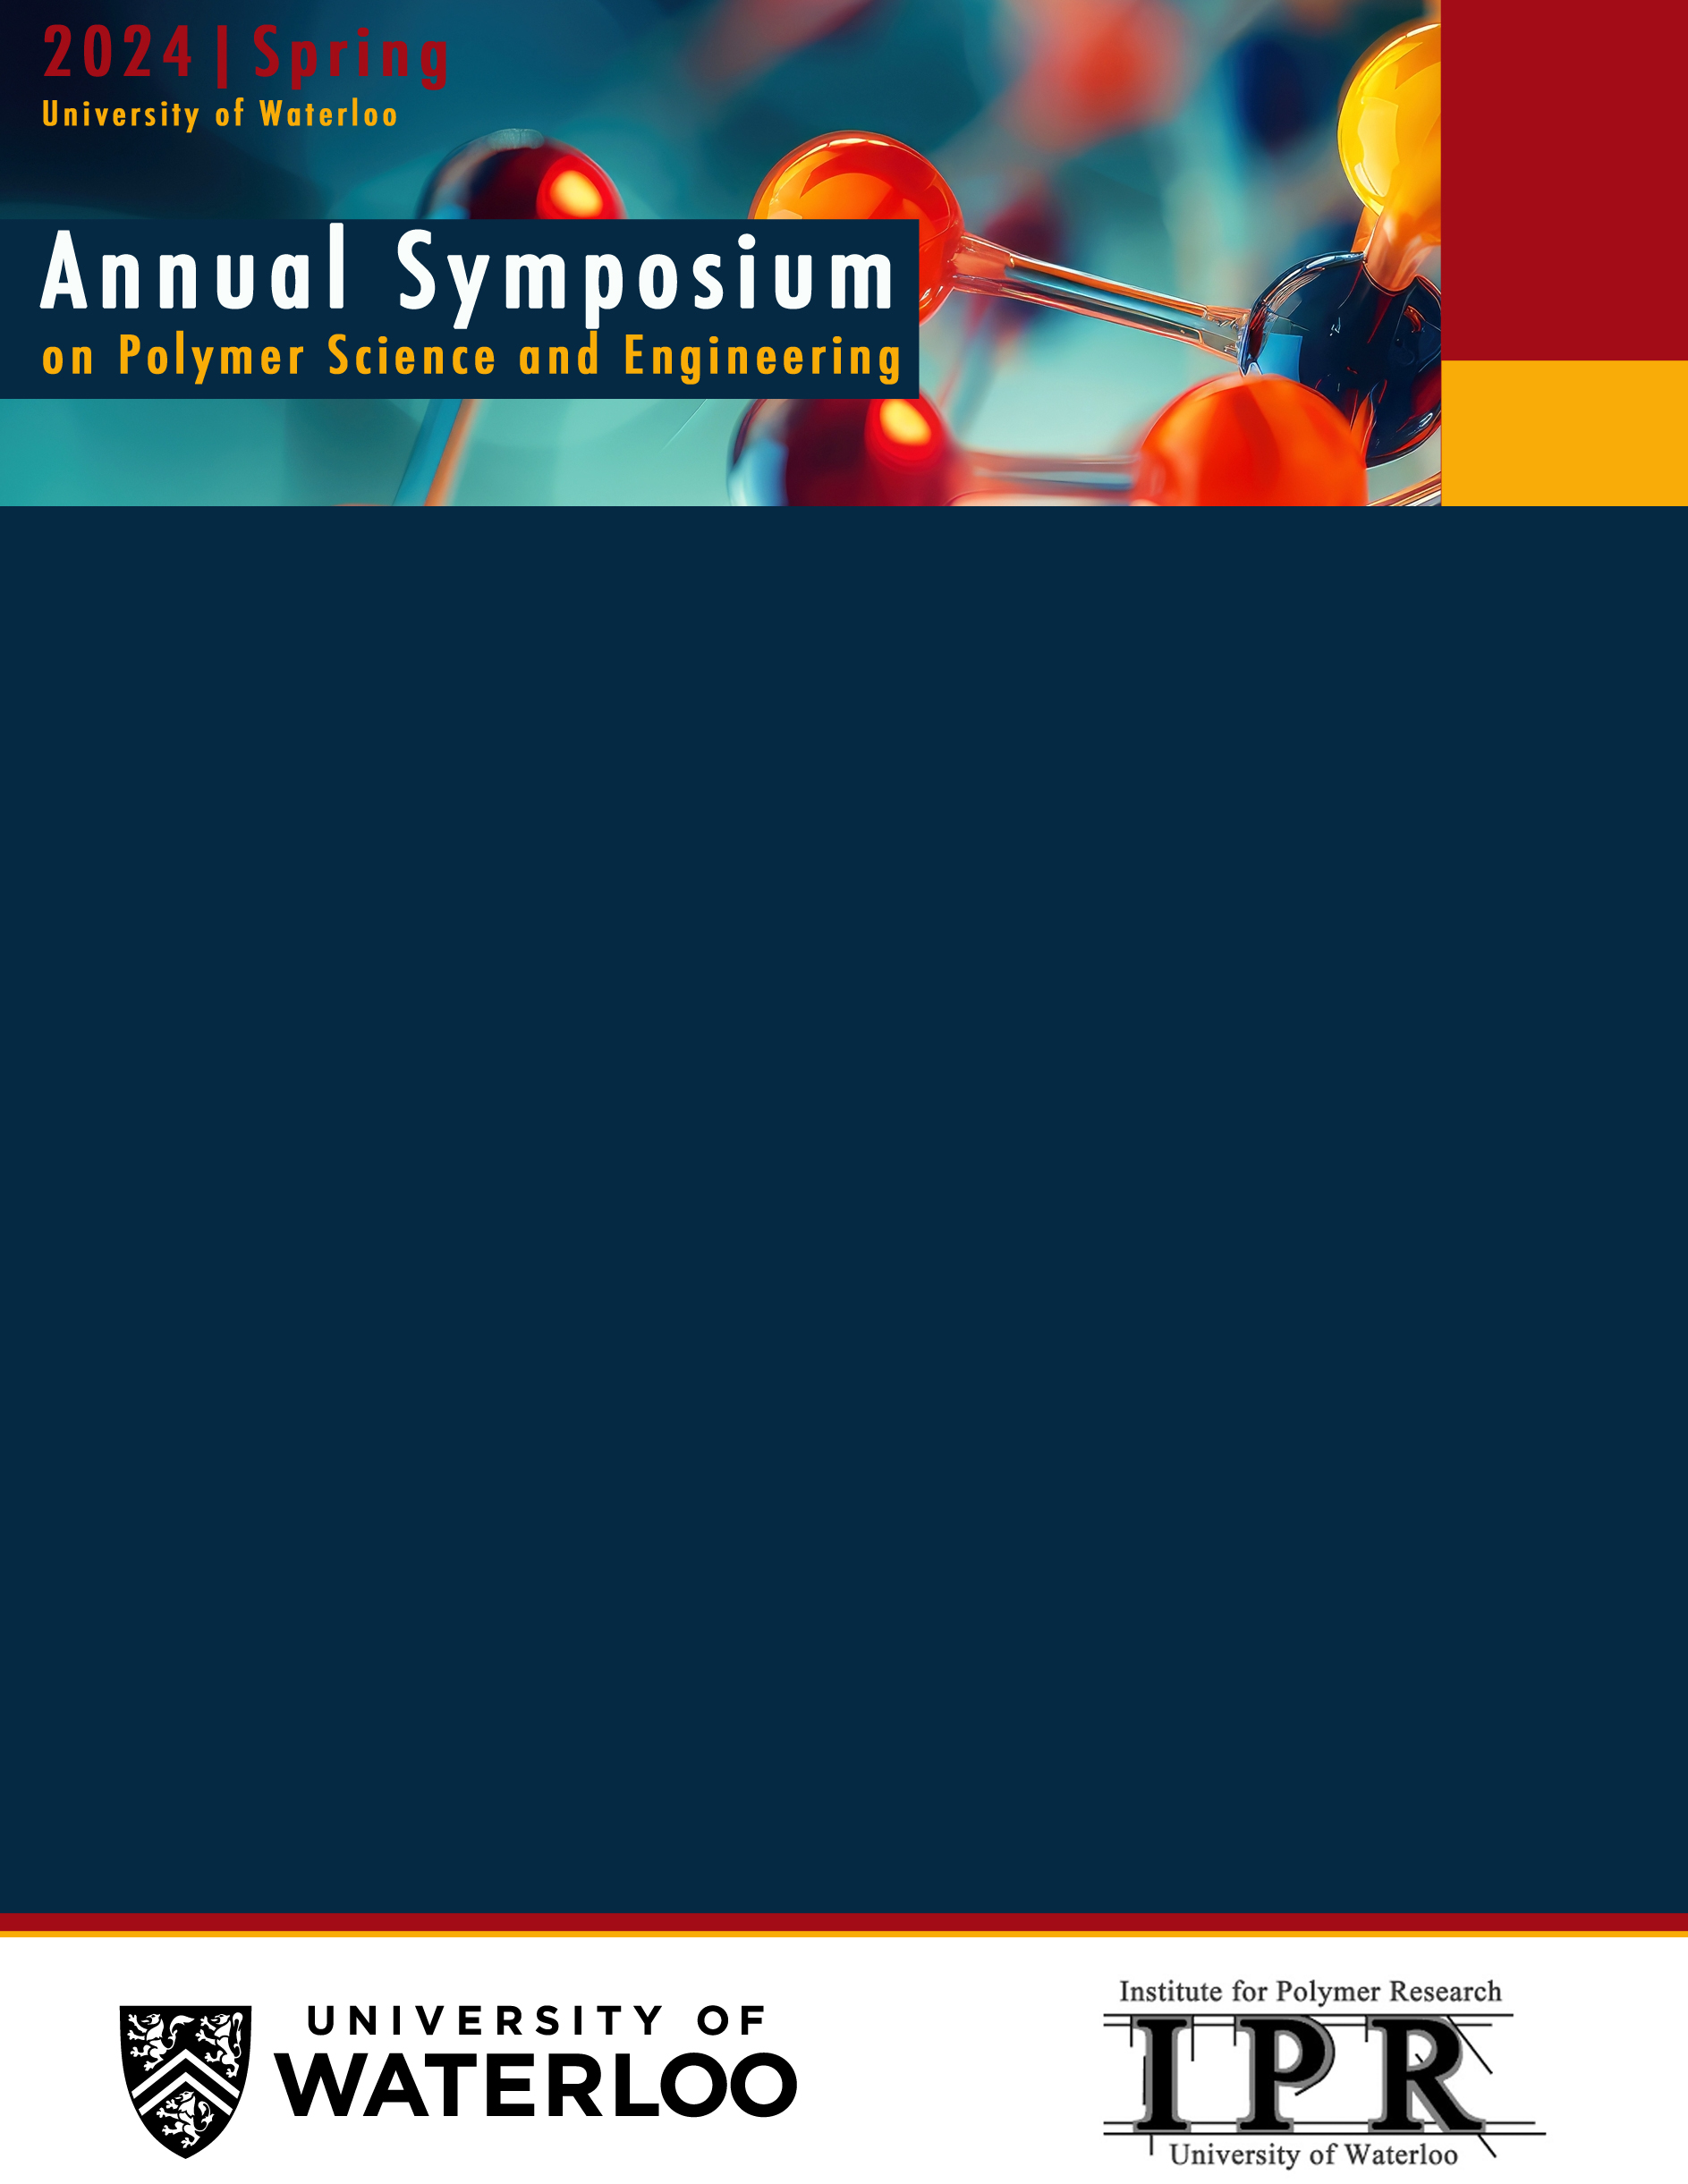 2024 | Spring
University of Waterloo
Annual Symposium
on Polymer Science and Engineering
UNIVERSITY OF
WATERLOO
Institute for Polymer Research
IPR
University of Waterloo